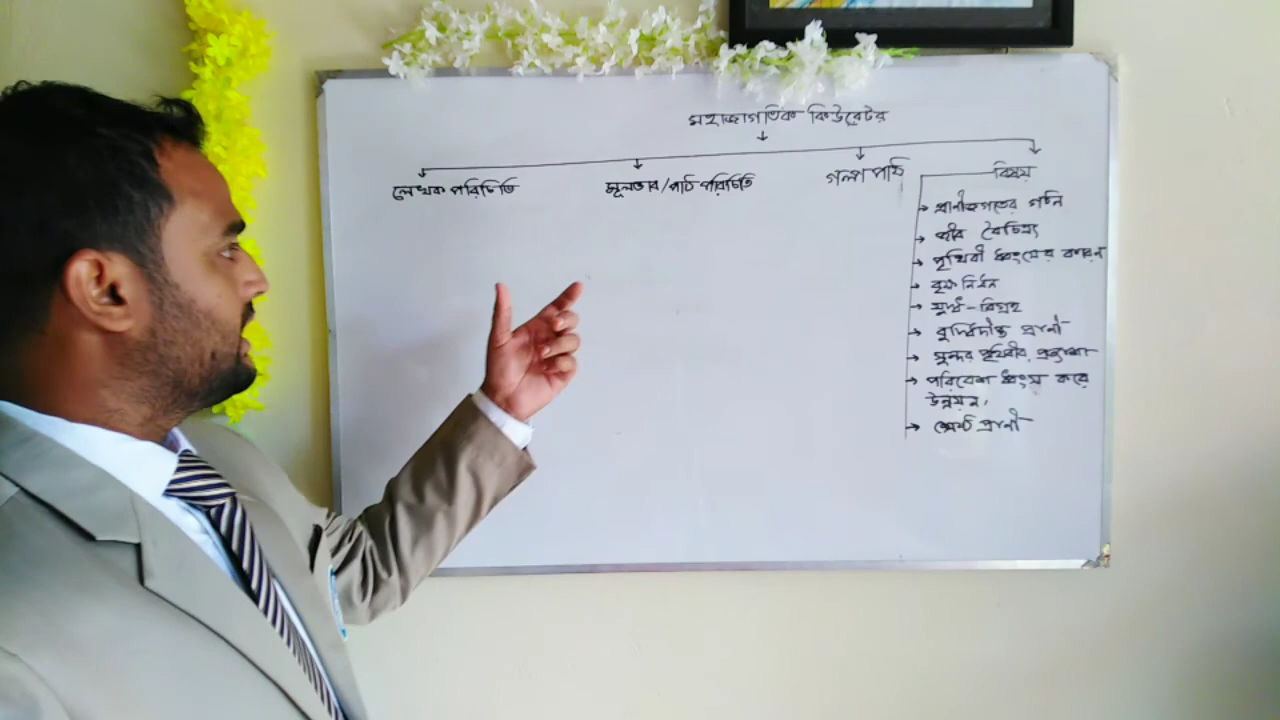 মহাজাগতিক কিউরেটর
লেখক পরিচিতি
মূলভাব/পাঠ পরিচিতি
গল্প পাঠ
বিষয়
প্রাণীজগতের গঠন
জীব বৈচিত্র্য
পৃথিবী ধ্বংসের কারন
বৃক্ষ নিধন
যুদ্ধ-বিগ্রহ
বুদ্ধিদীপ্ত প্রাণী
সুন্দর পৃথিবীর প্রত্যাশা
পরিবেশ ধ্বংস করে
উন্নয়ন,
শ্রেষ্ঠ প্রাণী